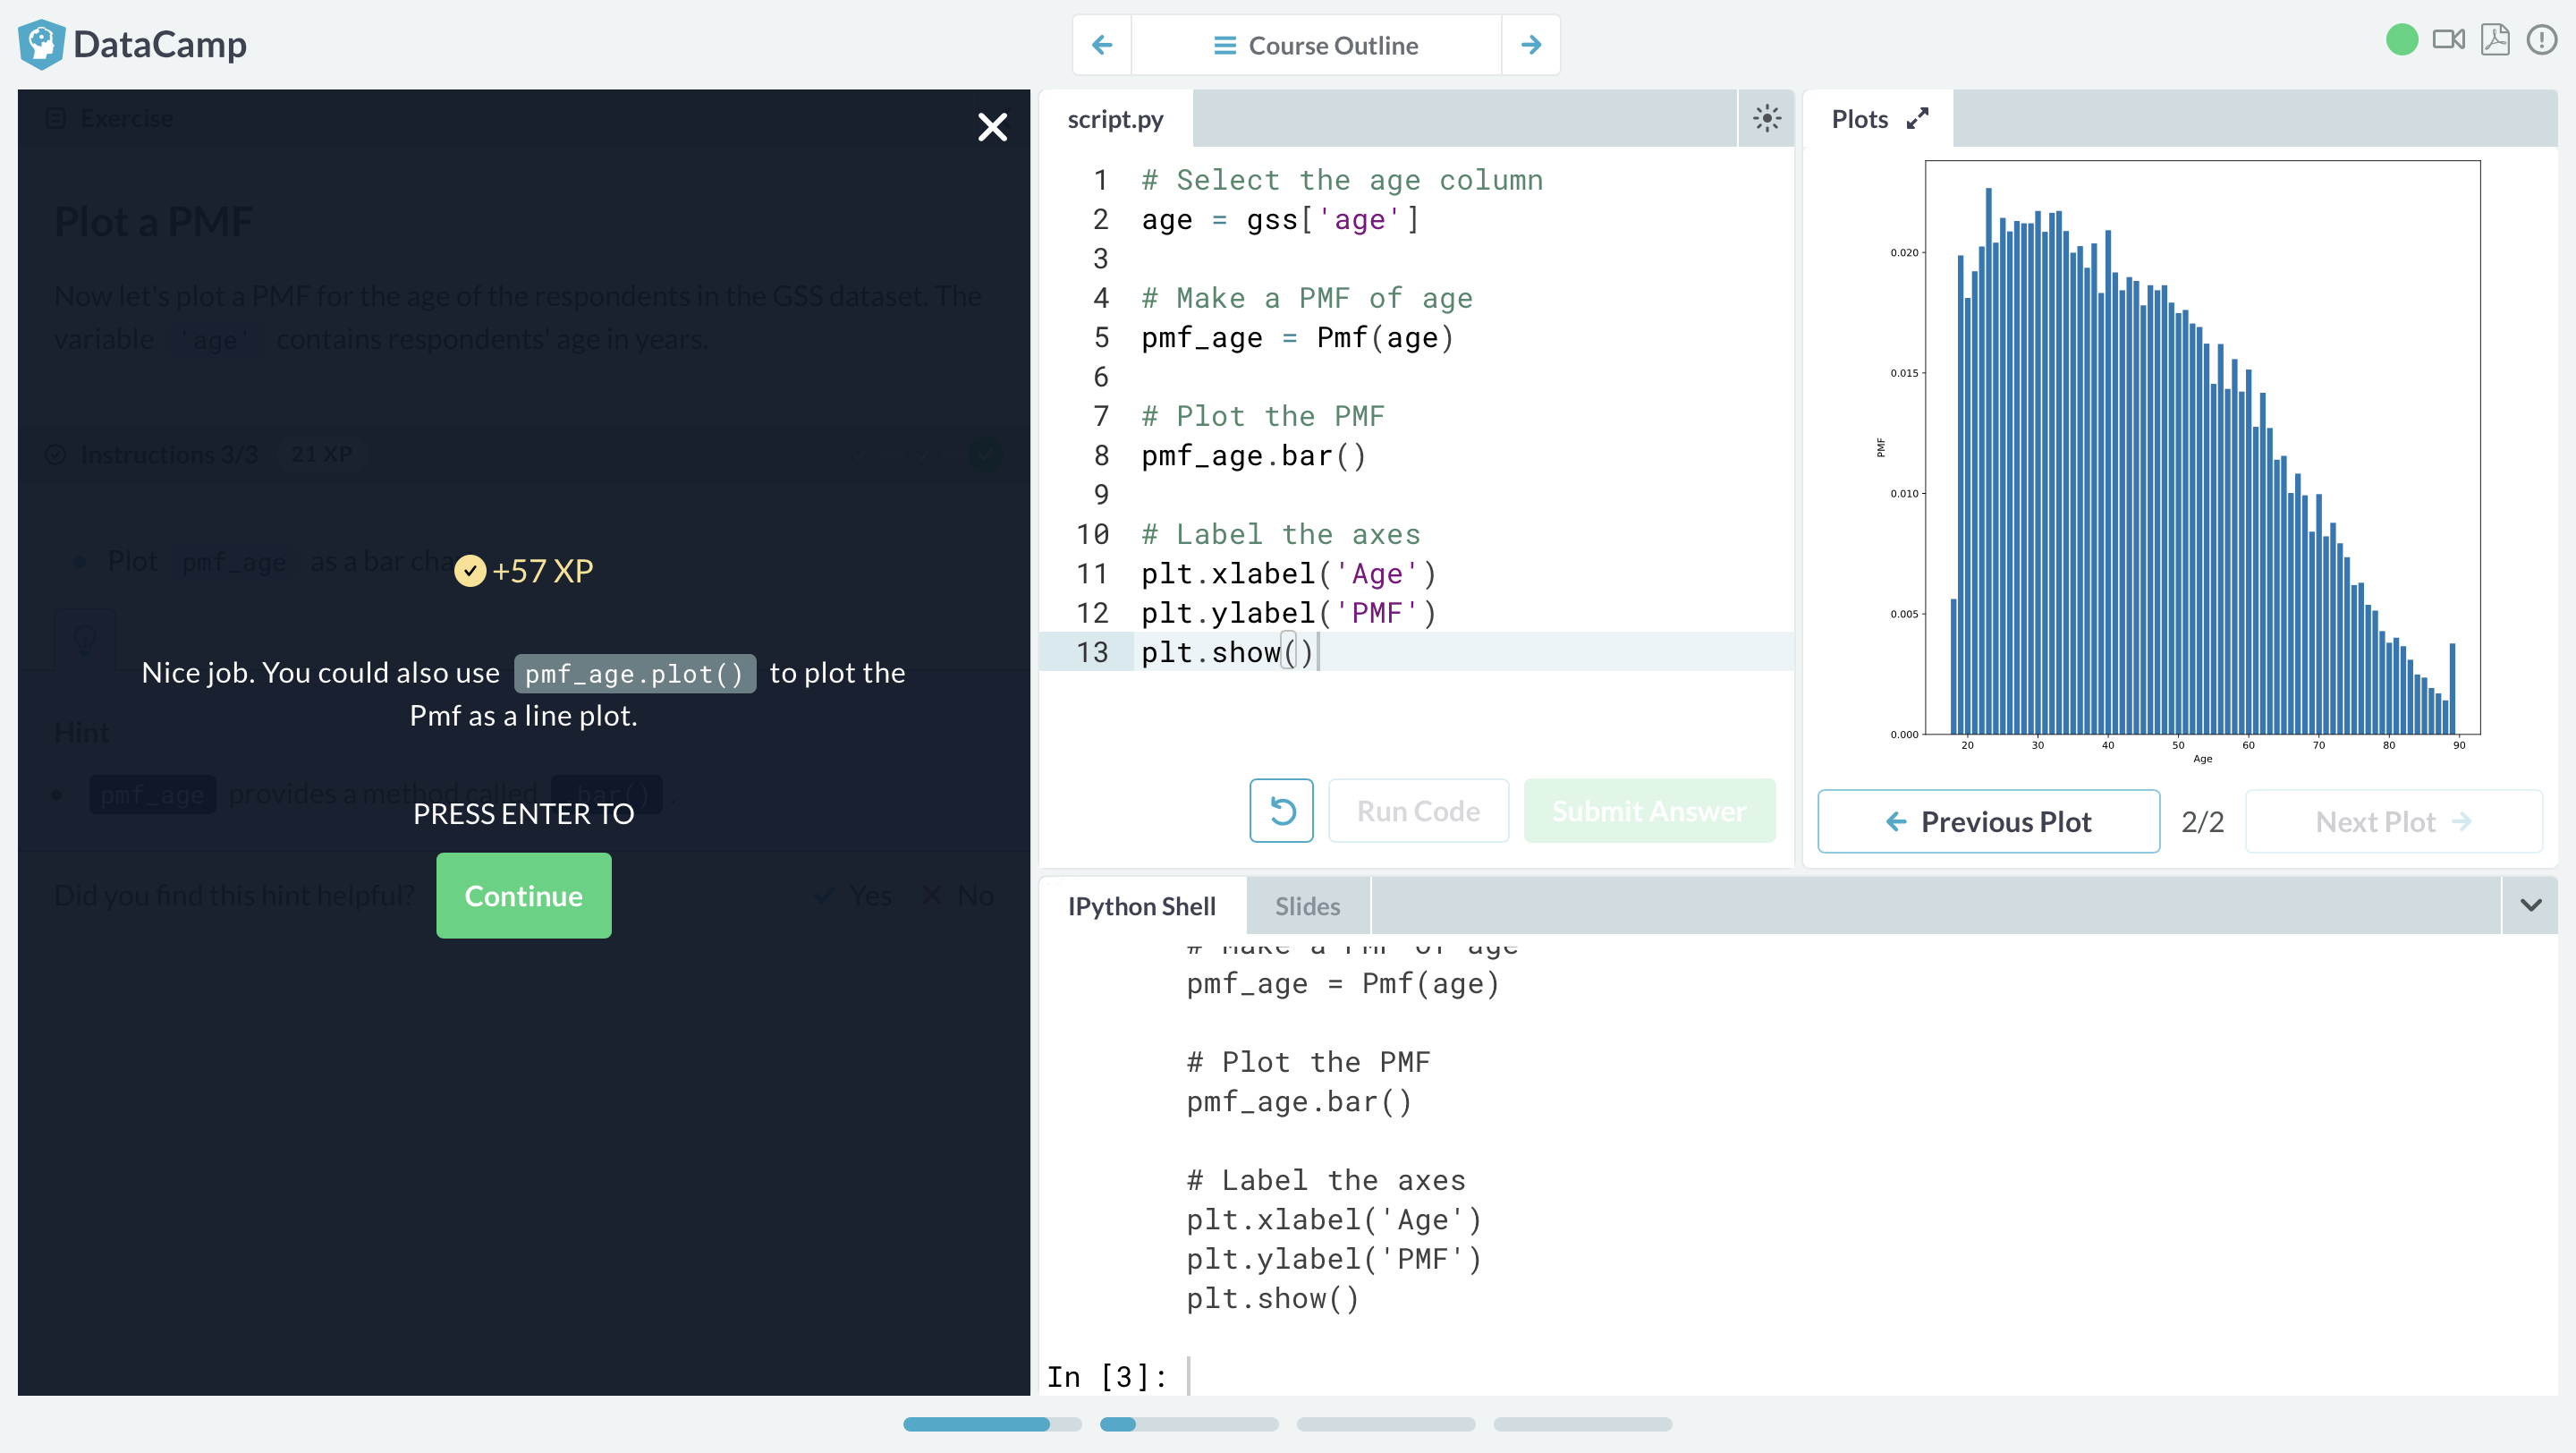 DataCamp
Course Outline
Exercise
Plot a PMF
Now let's plot a PMF for the age of the respondents in the GSS dataset. The
variable 'age' contains respondents' age in years.
Instructions 3/3 21 XP
Plot pmf_age as a bar cha
+57 XP
Nice job. You could also use pmf_age.plot() to plot the
Pmf as a line plot.
Hint
pmf_age provides a method called .bar() .
PRESS ENTER TO
Continue
Did you find this hint helpful? Yes No
script.py
1 # Select the age column
2 age = gss['age']
3
4 # Make a PMF of age
5 pmf_age = Pmf(age)
6
7 # Plot the PMF
8 pmf_age.bar()
9
10 # Label the axes
11 plt.xlabel('Age')
12 plt.ylabel('PMF')
13 plt.show()
Run Code
Submit Answer
Plots
0.020
0.015
0.010
0.005
0.000
PMF
20 30 40 50 60 70 80 90
Age
Previous Plot 2/2 Next Plot
IPython Shell Slides
# Make a PMF of age
pmf_age = Pmf(age)
# Plot the PMF
pmf_age.bar()
# Label the axes
plt.xlabel('Age')
plt.ylabel('PMF')
plt.show()
In [3]: